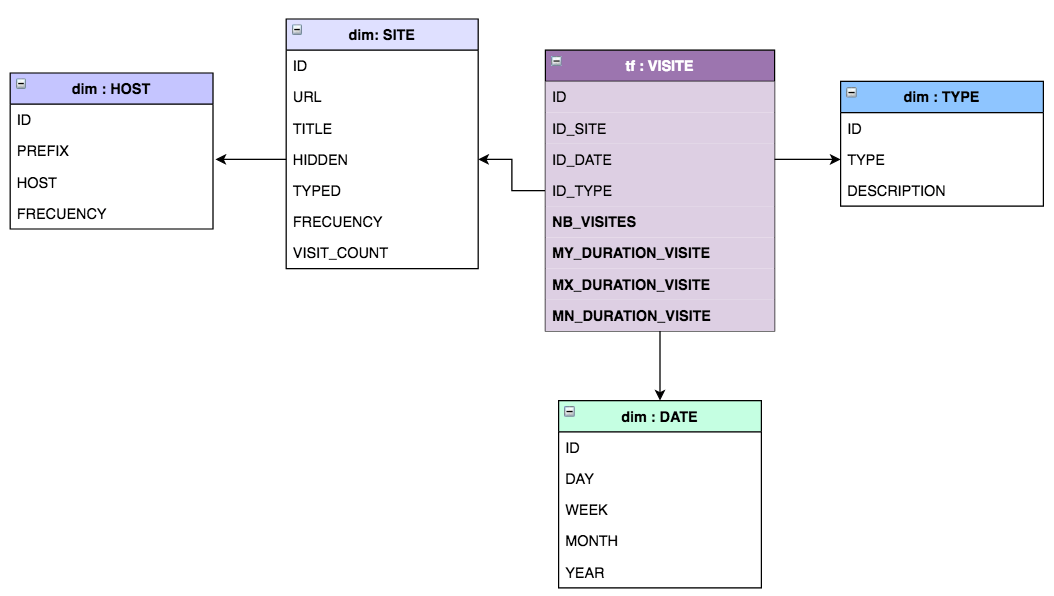 dim : HOST
ID
PREFIX
HOST
FRECUENCY
dim: SITE
ID
URL
TITLE
HIDDEN
TYPED
FRECUENCY
VISIT_COUNT
tf : VISITE
ID
ID_SITE
ID_DATE
ID_TYPE
NB_VISITES
MY_DURATION_VISITE
MX_DURATION_VISITE
MN_DURATION_VISITE
dim : TYPE
ID
TYPE
DESCRIPTION
dim : DATE
ID
DAY
WEEK
MONTH
YEAR